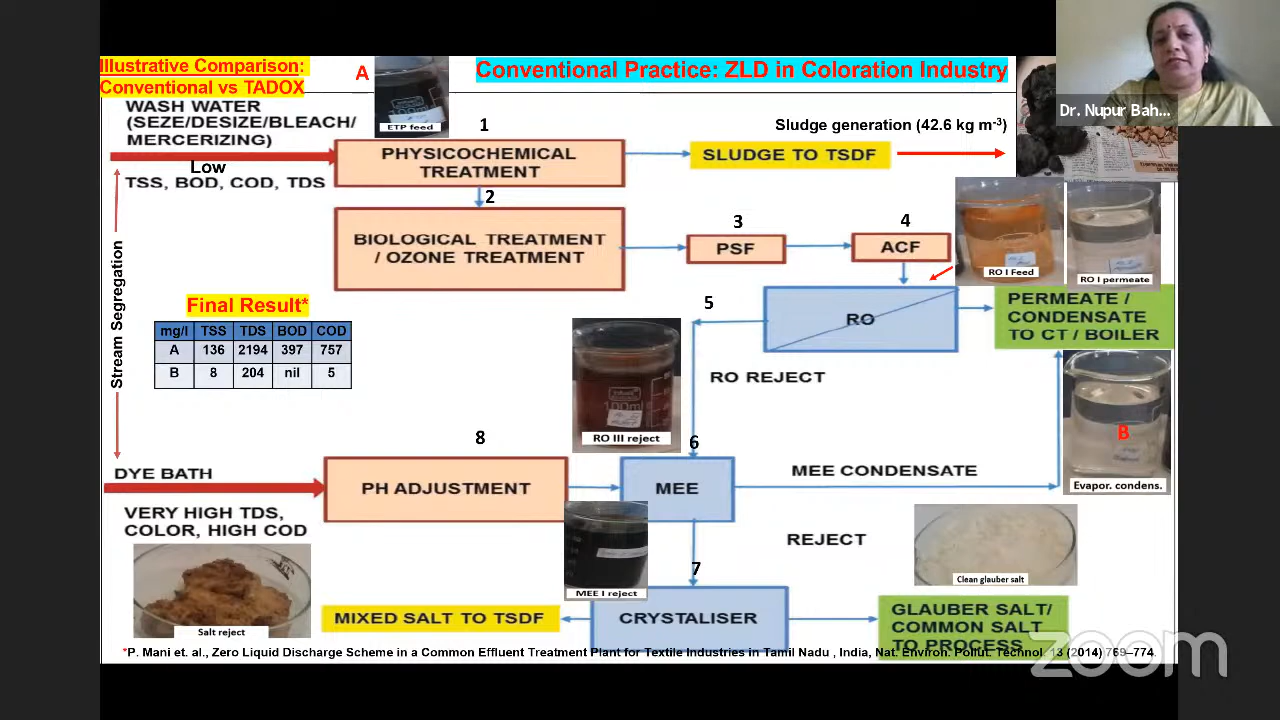 Illustrative Comparison:
Conventional vs TADOX
A
Conventional Practice: ZLD in Coloration Industry
Dr. Nupur Bah...
WASH WATER
(SEZE/DESIZE/BLEACH/
MERCERIZING)
Low
TSS, BOD, COD, TDS
ETP feed
1
PHYSICOCHEMICAL
TREATMENT
SLUDGE TO TSDF
Sludge generation (42.6 kg m-3)
2
BIOLOGICAL TREATMENT
/ OZONE TREATMENT
3
PSF
4
ACF
RO I Feed
RO I permeate
Stream Segregation
Final Result*
mg/l TSS TDS BOD COD
A 136 2194 397 757
B 8 204 nil 5
5
RO
PERMEATE /
CONDENSATE
TO CT / BOILER
RO REJECT
RO III reject
B
Evapor. condens.
DYE BATH
VERY HIGH TDS,
COLOR, HIGH COD
8
PH ADJUSTMENT
6
MEE
MEE CONDENSATE
MEE I reject
REJECT
Clean glauber salt
7
Salt reject
MIXED SALT TO TSDF
CRYSTALISER
GLAUBER SALT/
COMMON SALT
TO PROCESS
*P. Mani et. al., Zero Liquid Discharge Scheme in a Common Effluent Treatment Plant for Textile Industries in Tamil Nadu , India, Nat. Environ. Pollut. Technol. 13 (2014) 769–774.
zoom